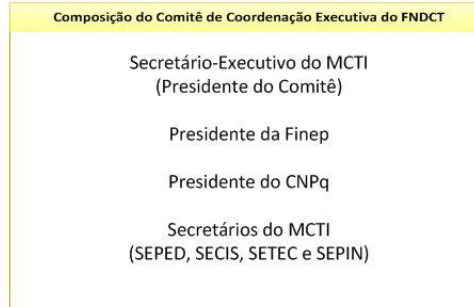 Composição do Comitê de Coordenação Executiva do FNDCT
Secretário-Executivo do MCTI
(Presidente do Comitê)
Presidente da Finep
Presidente do CNPq
Secretários do MCTI
(SEPED, SECIS, SETEC e SEPIN)